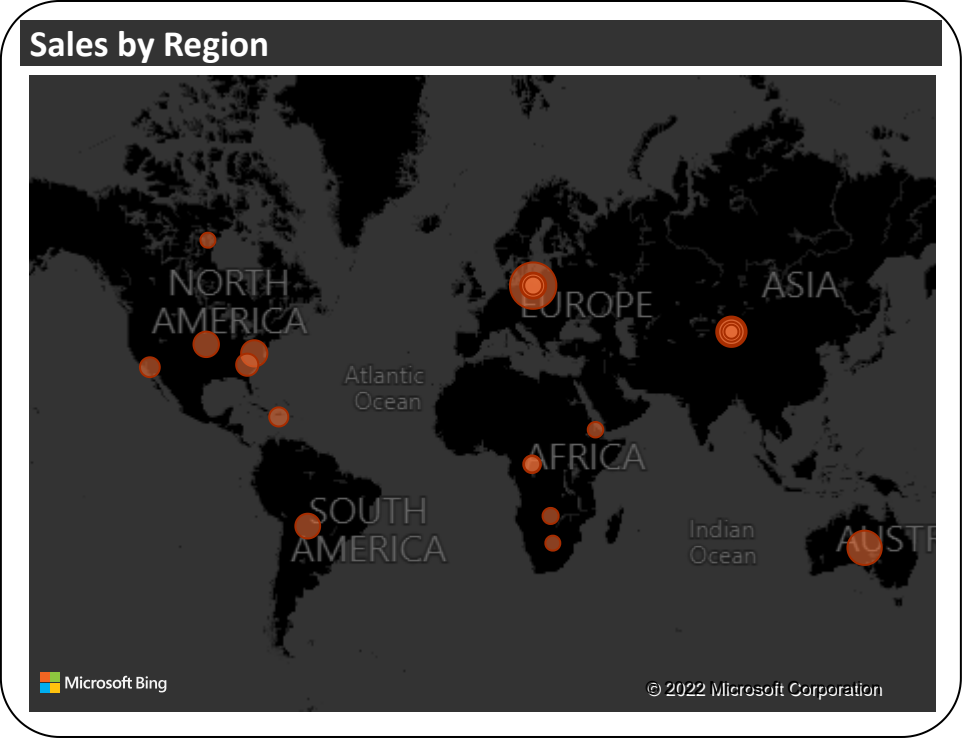 Sales by Region
NORTH
AMERICA
EUROPE
ASIA
Atlantic
Ocean
AFRICA
SOUTH
AMERICA
Indian
Ocean
AUSTR
Microsoft Bing
© 2022 Microsoft Corporation